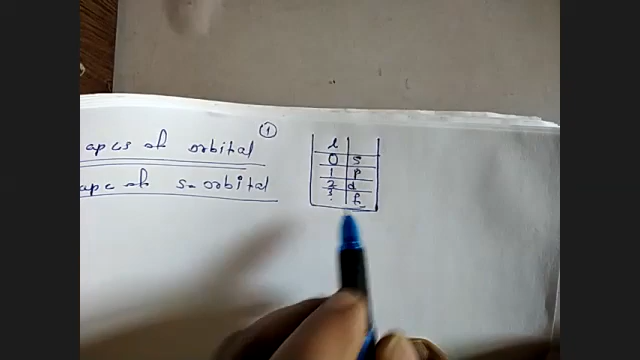 ①
apes of orbital
ape of s-orbital
l
0 s
1 p
2 d
3 f